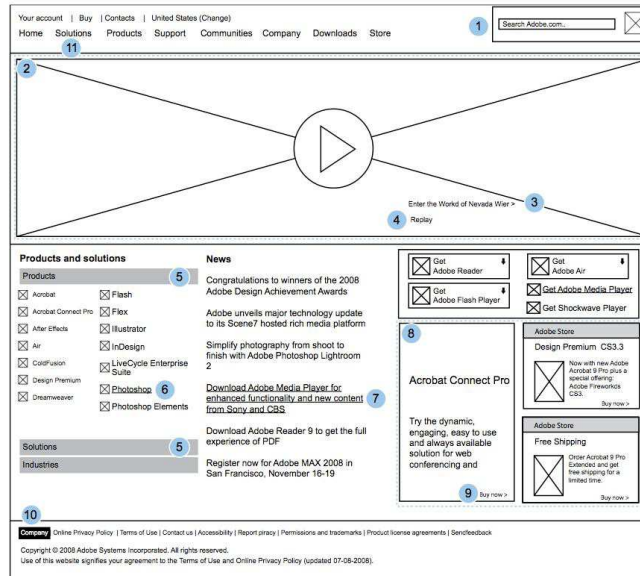 Your account | Buy | Contacts | United States (Change)
Home Solutions Products Support Communities Company Downloads Store
1
Search Adobe.com..
11
2
Enter the Workd of Nevada Wier >
3
4
Replay
Products and solutions
Products
5
Acrobat
Acrobat Connect Pro
After Effects
Air
ColdFusion
Design Premium
Dreamweaver
Flash
Flex
Illustrator
InDesign
LiveCycle Enterprise
Suite
Photoshop
6
Photoshop Elements
Solutions
5
Industries
News
Congratulations to winners of the 2008
Adobe Design Achievement Awards
Adobe unveils major technology update
to its Scene7 hosted rich media platform
Simplify photography from shoot to
finish with Adobe Photoshop Lightroom
2
Download Adobe Media Player for
enhanced functionality and new content
from Sony and CBS
7
Download Adobe Reader 9 to get the full
experience of PDF
Register now for Adobe MAX 2008 in
San Francisco, November 16-19
Get
Adobe Reader
Get
Adobe Air
Get
Adobe Flash Player
Get Adobe Media Player
Get Shockwave Player
8
Acrobat Connect Pro
Try the dynamic,
engaging, easy to use
and always available
solution for web
conferencing and
9
Buy now >
Adobe Store
Design Premium CS3.3
Now with new Adobe
Acrobat 9 Pro plus a
special offering:
Adobe Fireworkds
CS3.
Buy now >
Adobe Store
Free Shipping
Order Acrobat 9 Pro
Extended and get
free shipping for a
limited time.
Buy now >
10
Company Online Privacy Policy | Terms of Use | Contact us | Accessibility | Report piracy | Permissions and trademarks | Product license agreements | Sendfeedback
Copyright © 2008 Adobe Systems Incorporated. All rights reserved.
Use of this website signifies your agreement to the Terms of Use and Online Privacy Policy (updated 07-08-2008).